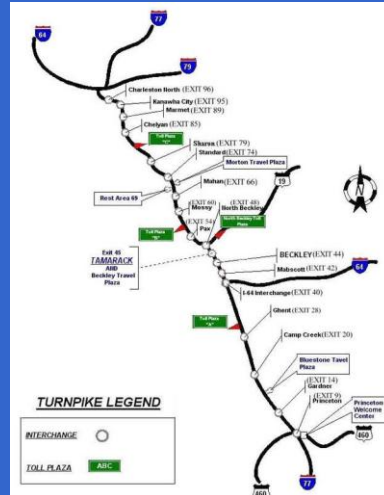 77
64
79
Charleston North (EXIT 96)
Kanawha City (EXIT 95)
Marmet (EXIT 89)
Chelyan (EXIT 85)
Toll Plaza
"C"
Sharon (EXIT 79)
Standard (EXIT 74)
Morton Travel Plaza
Mahan (EXIT 66)
Rest Area 69
19
(EXIT 60)
Mossy
(EXIT 48)
North Beckley
(EXIT 54)
Pax
Toll Plaza
North Beckley Toll
Plaza
Exit 45
TAMARACK
AND
Beckley Travel
Plaza
BECKLEY (EXIT 44)
Mabscott (EXIT 42)
I-64 Interchange (EXIT 40)
64
Ghent (EXIT 28)
Toll Plaza
Camp Creek (EXIT 20)
Bluestone Tavel
Plaza
(EXIT 14)
Gardner
(EXIT 9)
Princeton
Princeton
Welcome
Center
460
460
77
N
TURNPIKE LEGEND
INTERCHANGE
TOLL PLAZA
ABC